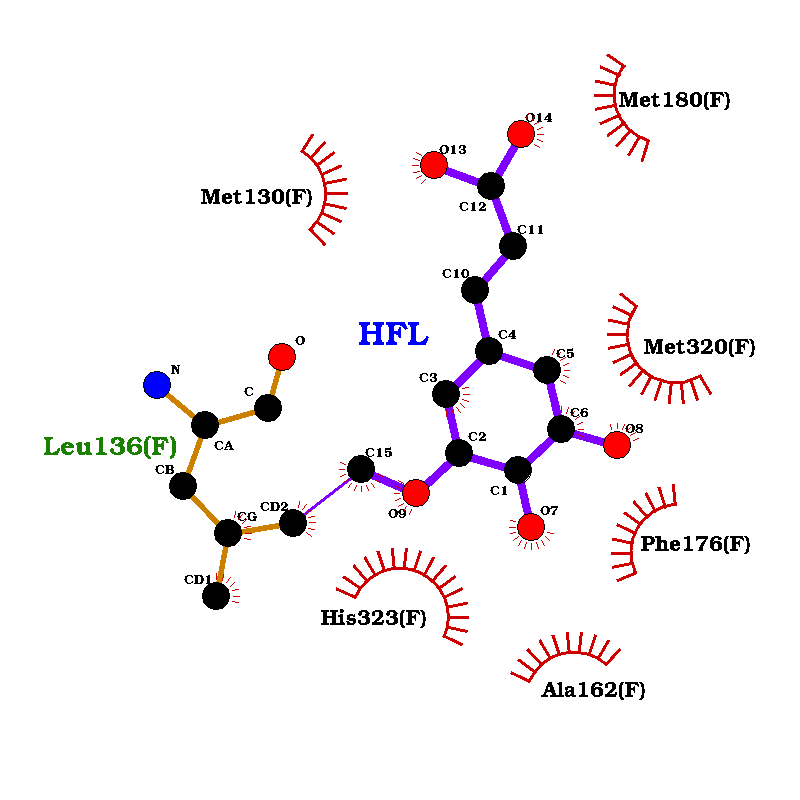 Met180(F)
O14
O13
Met130(F)
C12
C11
C10
HFL
C4
Met320(F)
O
C5
N
C3
C
C6
O8
CA
Leu136(F)
C2
C15
CB
C1
CD2
O9
O7
CG
Phe176(F)
CD1
His323(F)
Ala162(F)